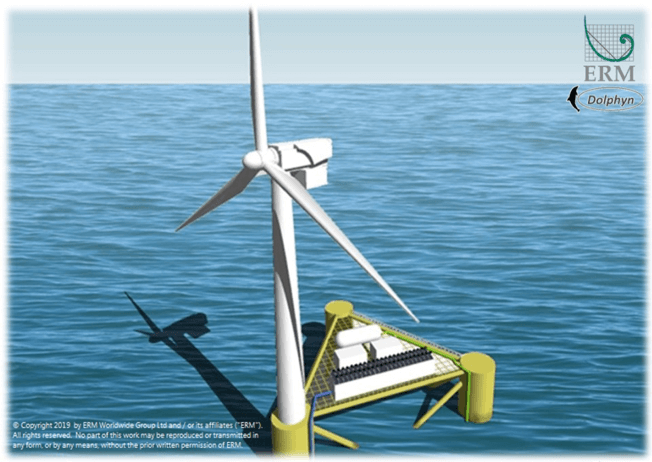 ERM
Dolphyn
© Copyright 2019 by ERM Worldwide Group Ltd and / or its affiliates ("ERM").
All rights reserved. No part of this work may be reproduced or transmitted in
any form, or by any means, without the prior written permission of ERM.